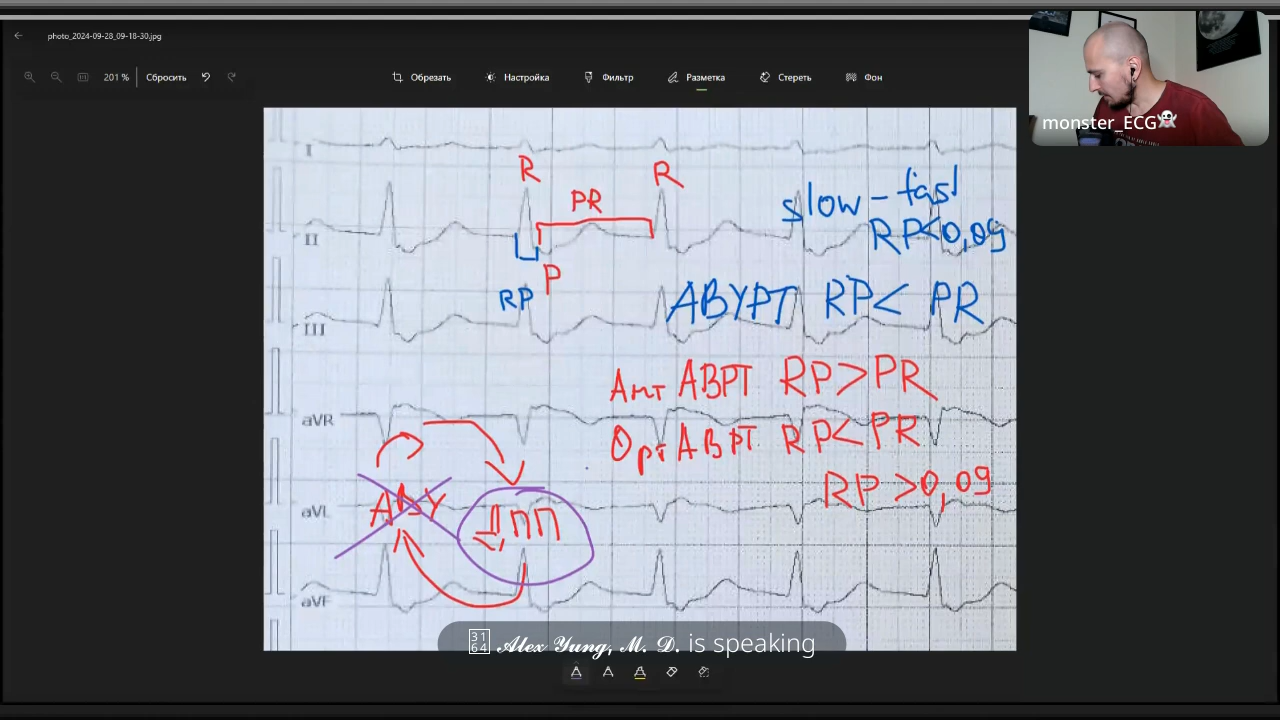 photo_2024-09-28_09-18-30.jpg
201 % Сбросить Обрезать Настройка Фильтр Разметка Стереть Фон
monster_ECG👻
I
R R
PR
slow - fast
RP<0,09
II
P
RP
АВУРТ RP < PR
III
Ант АВРТ RP>PR
aVR
Орт АВРТ RP<PR
RP >0,09
АВУ ДПП
aVL
aVF
3164 𝒜𝓁𝑒𝓍 𝒴𝓊𝓃𝑔, 𝑀. 𝒟. is speaking